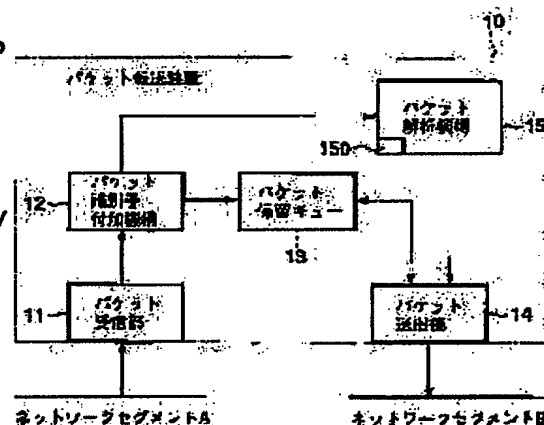 10
パケット転送装置
パケット
解析機構
15
150
パケット
識別番号
付加機構
12
パケット
保留キュー
13
パケット
受信部
11
パケット
送出部
14
ネットワークセグメントA
ネットワークセグメントB